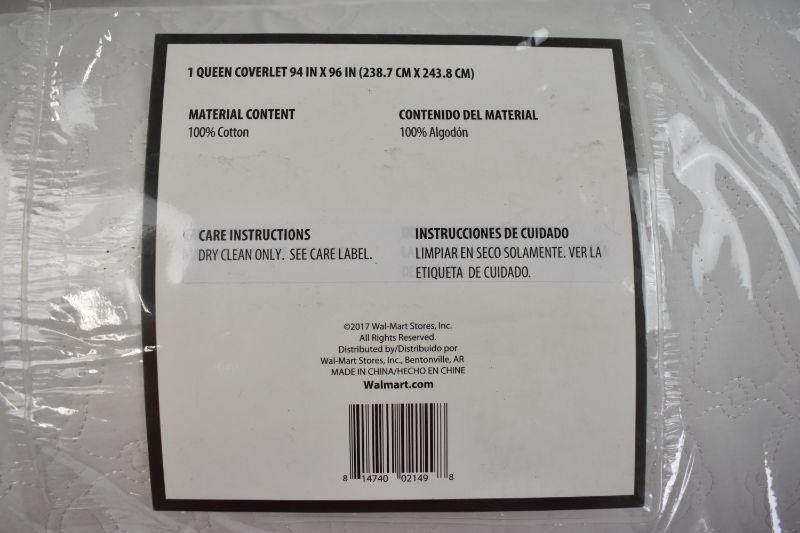 1 QUEEN COVERLET 94 IN X 96 IN (238.7 CM X 243.8 CM)
MATERIAL CONTENT
100% Cotton
CONTENIDO DEL MATERIAL
100% Algodón
CARE INSTRUCTIONS
DRY CLEAN ONLY. SEE CARE LABEL.
INSTRUCCIONES DE CUIDADO
LIMPIAR EN SECO SOLAMENTE. VER LA
ETIQUETA DE CUIDADO.
©2017 Wal-Mart Stores, Inc.
All Rights Reserved.
Distributed by/Distribuido por
Wal-Mart Stores, Inc., Bentonville, AR
MADE IN CHINA/HECHO EN CHINE
Walmart.com
8 14740 02149 8